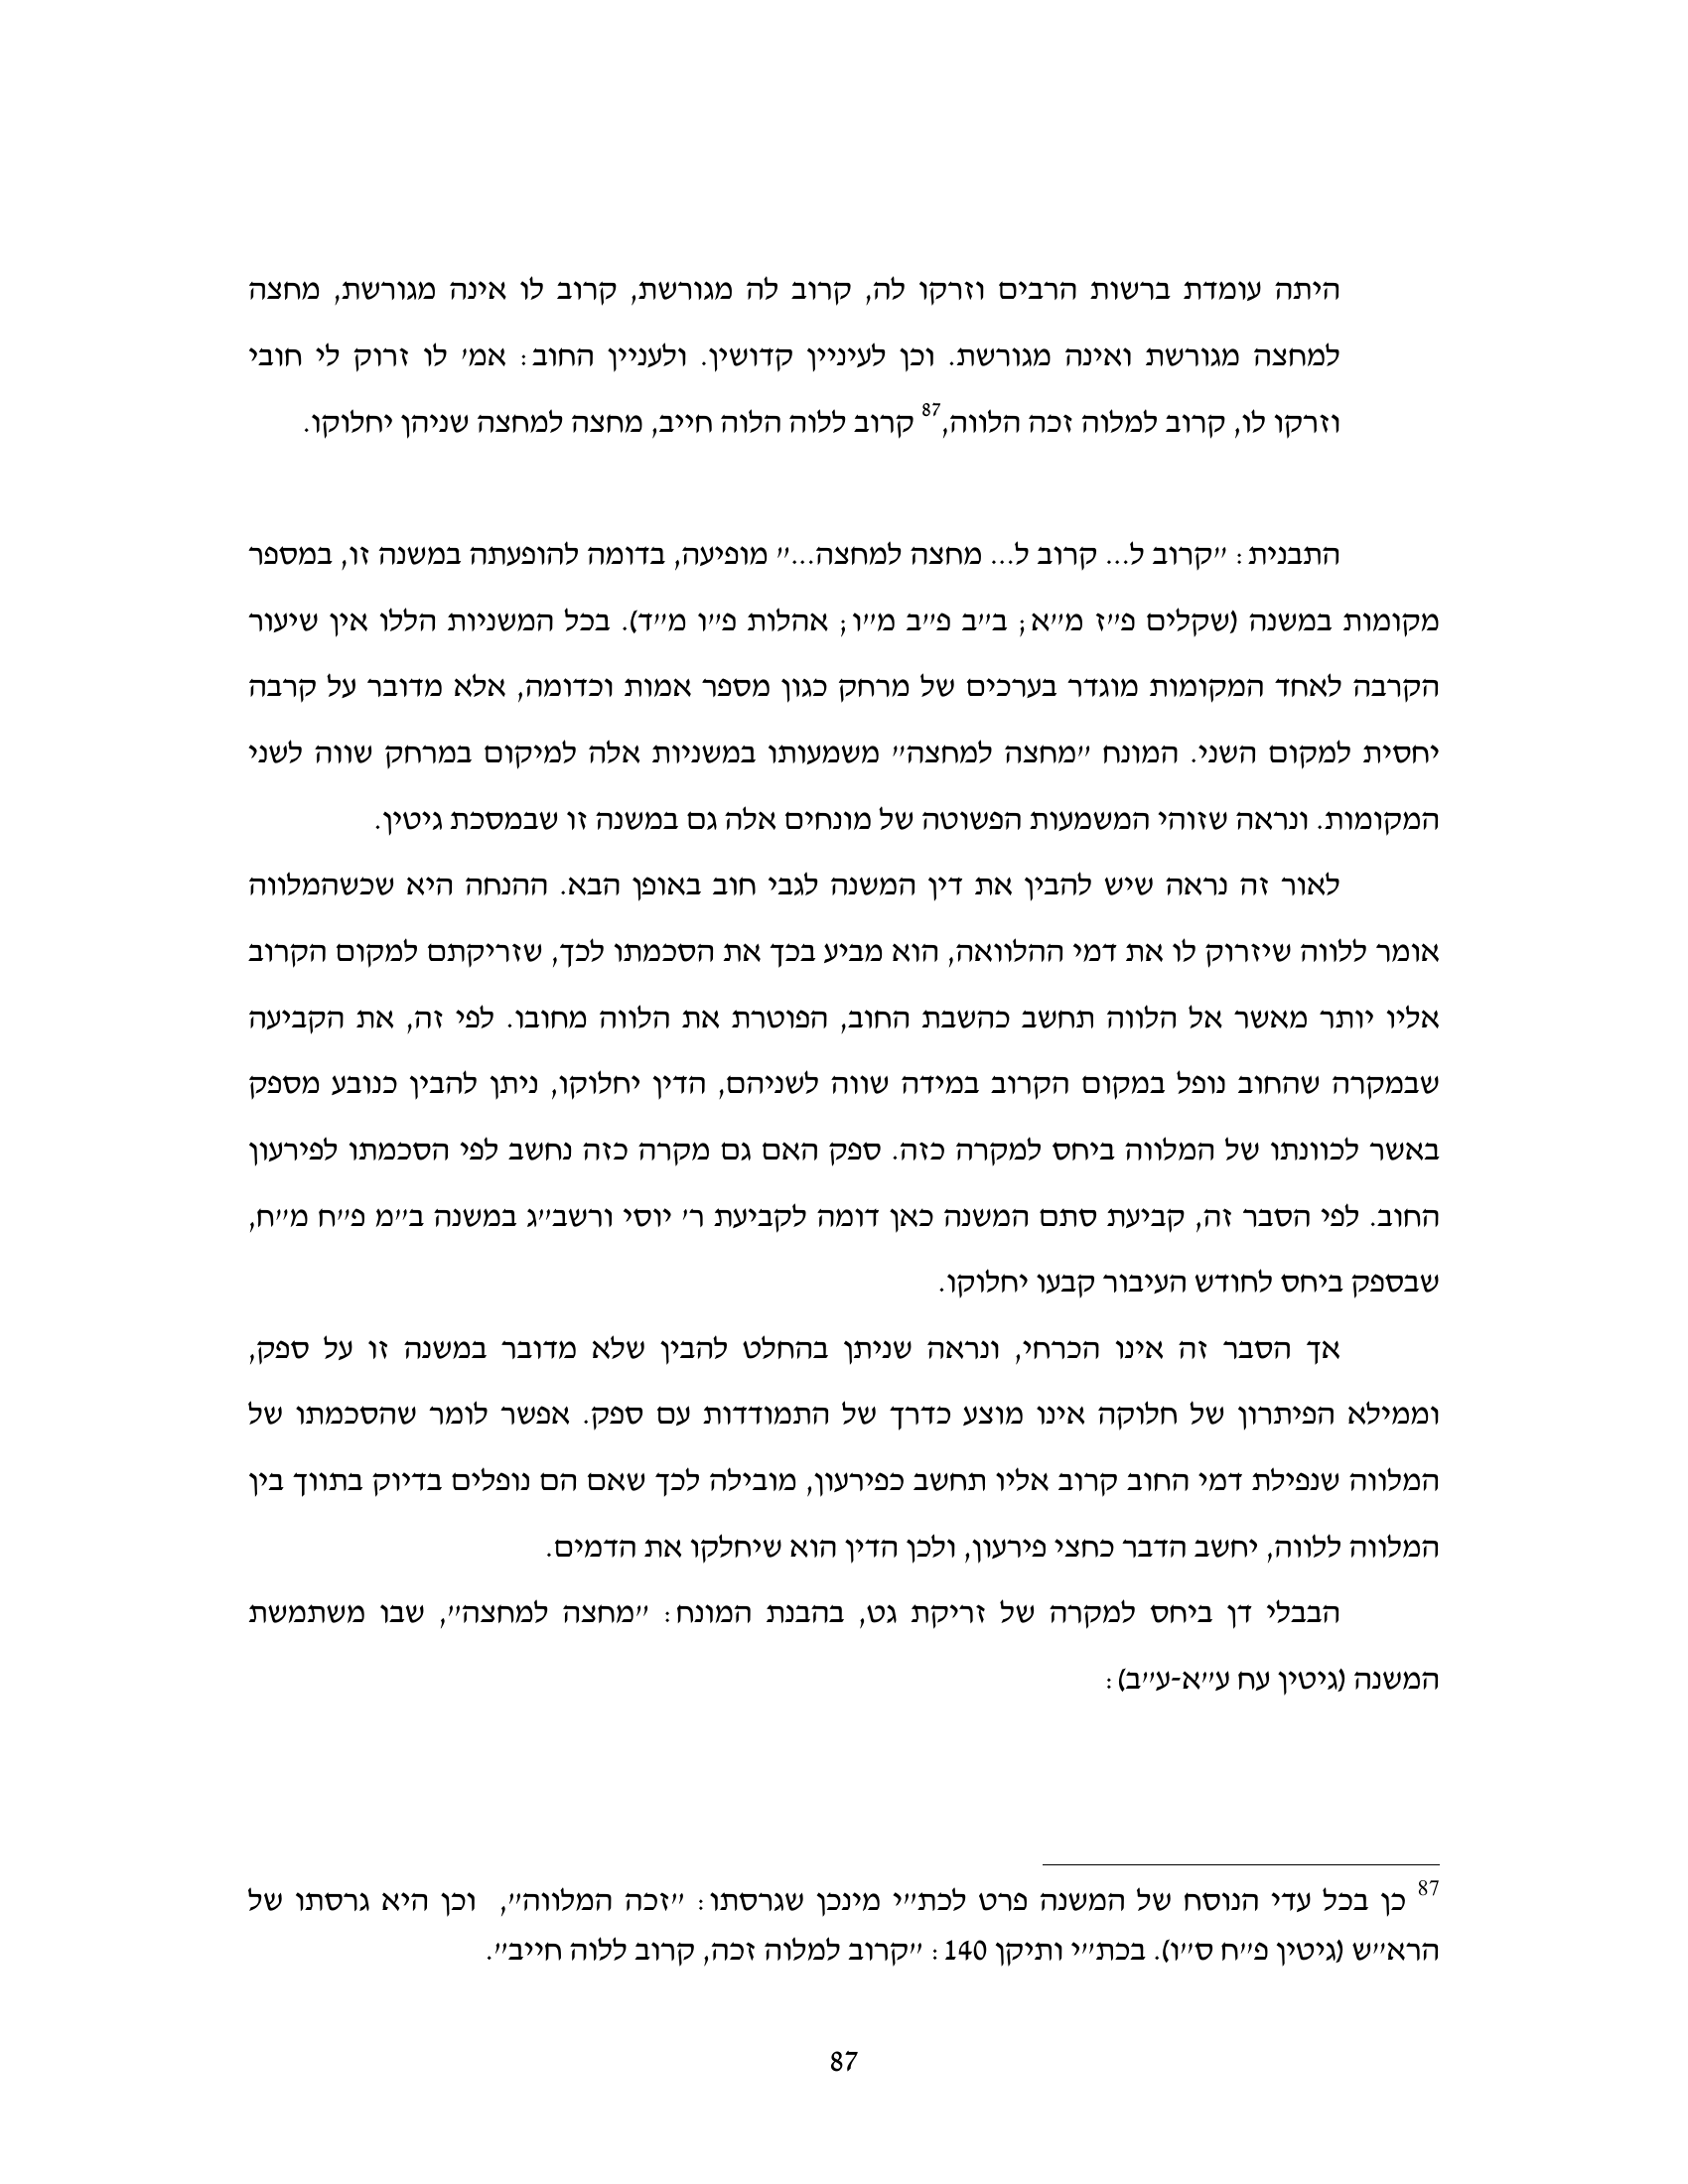 היתה עומדת ברשות הרבים וזרקו לה, קרוב לה מגורשת, קרוב לו אינה מגורשת, מחצה
למחצה מגורשת ואינה מגורשת. וכן לעיניין קדושין. ולעניין החוב: אמ' לו זרוק לי חובי
וזרקו לו, קרוב למלוה זכה הלווה,87 קרוב ללוה הלוה חייב, מחצה למחצה שניהן יחלוקו.
התבנית: "קרוב ל... קרוב ל... מחצה למחצה..." מופיעה, בדומה להופעתה במשנה זו, במספר
מקומות במשנה (שקלים פ"ז מ"א; ב"ב פ"ב מ"ו; אהלות פ"ו מ"ד). בכל המשניות הללו אין שיעור
הקרבה לאחד המקומות מוגדר בערכים של מרחק כגון מספר אמות וכדומה, אלא מדובר על קרבה
יחסית למקום השני. המונח "מחצה למחצה" משמעותו במשניות אלה למיקום במרחק שווה לשני
המקומות. ונראה שזוהי המשמעות הפשוטה של מונחים אלה גם במשנה זו שבמסכת גיטין.
לאור זה נראה שיש להבין את דין המשנה לגבי חוב באופן הבא. ההנחה היא שכשהמלווה
אומר ללווה שיזרוק לו את דמי ההלוואה, הוא מביע בכך את הסכמתו לכך, שזריקתם למקום הקרוב
אליו יותר מאשר אל הלווה תחשב כהשבת החוב, הפוטרת את הלווה מחובו. לפי זה, את הקביעה
שבמקרה שהחוב נופל במקום הקרוב במידה שווה לשניהם, הדין יחלוקו, ניתן להבין כנובע מספק
באשר לכוונתו של המלווה ביחס למקרה כזה. ספק האם גם מקרה כזה נחשב לפי הסכמתו לפירעון
החוב. לפי הסבר זה, קביעת סתם המשנה כאן דומה לקביעת ר' יוסי ורשב"ג במשנה ב"מ פ"ח מ"ח,
שבספק ביחס לחודש העיבור קבעו יחלוקו.
אך הסבר זה אינו הכרחי, ונראה שניתן בהחלט להבין שלא מדובר במשנה זו על ספק,
וממילא הפיתרון של חלוקה אינו מוצע כדרך של התמודדות עם ספק. אפשר לומר שהסכמתו של
המלווה שנפילת דמי החוב קרוב אליו תחשב כפירעון, מובילה לכך שאם הם נופלים בדיוק בתווך בין
המלווה ללווה, יחשב הדבר כחצי פירעון, ולכן הדין הוא שיחלקו את הדמים.
הבבלי דן ביחס למקרה של זריקת גט, בהבנת המונח: "מחצה למחצה", שבו משתמשת
המשנה (גיטין עח ע"א-ע"ב):
87 כן בכל עדי הנוסח של המשנה פרט לכת"י מינכן שגרסתו: "זכה המלווה", וכן היא גרסתו של
הרא"ש (גיטין פ"ח ס"ו). בכת"י ותיקן 140: "קרוב למלוה זכה, קרוב ללוה חייב".
87